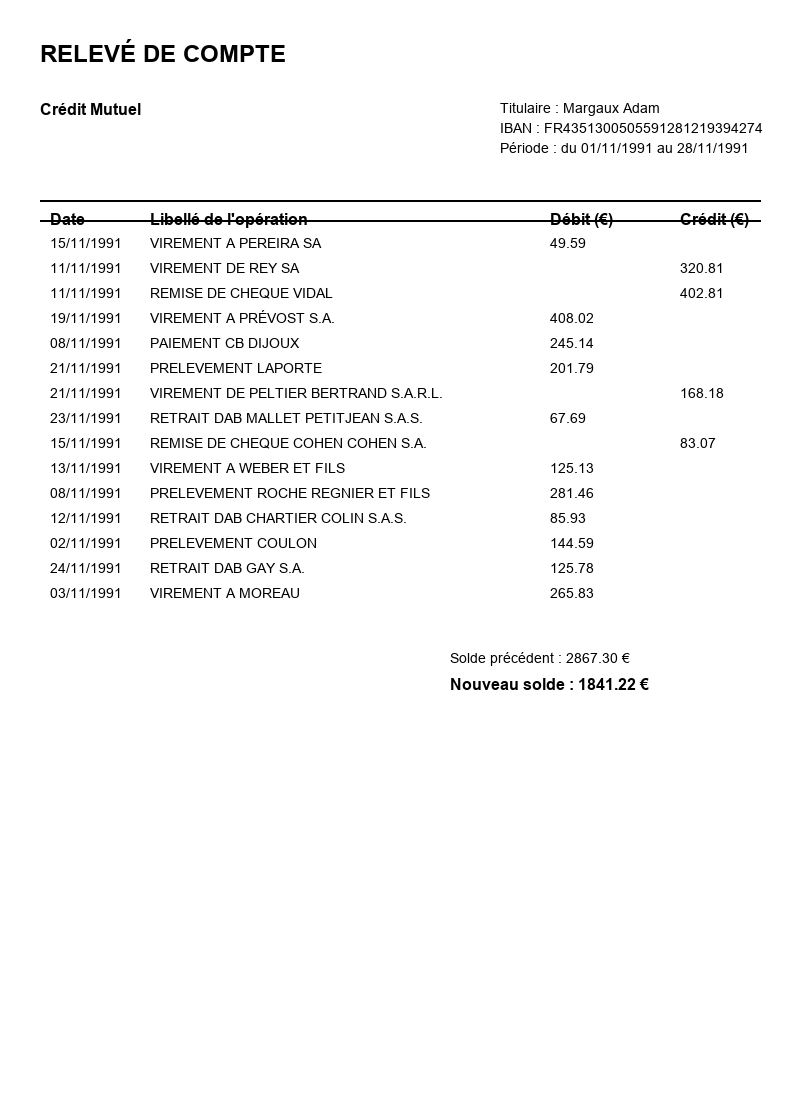 RELEVÉ DE COMPTE
Crédit Mutuel
Titulaire : Margaux Adam
IBAN : FR4351300505591281219394274
Période : du 01/11/1991 au 28/11/1991
Date Libellé de l'opération Débit (€) Crédit (€)
15/11/1991 VIREMENT A PEREIRA SA 49.59
11/11/1991 VIREMENT DE REY SA 320.81
11/11/1991 REMISE DE CHEQUE VIDAL 402.81
19/11/1991 VIREMENT A PRÉVOST S.A. 408.02
08/11/1991 PAIEMENT CB DIJOUX 245.14
21/11/1991 PRELEVEMENT LAPORTE 201.79
21/11/1991 VIREMENT DE PELTIER BERTRAND S.A.R.L. 168.18
23/11/1991 RETRAIT DAB MALLET PETITJEAN S.A.S. 67.69
15/11/1991 REMISE DE CHEQUE COHEN COHEN S.A. 83.07
13/11/1991 VIREMENT A WEBER ET FILS 125.13
08/11/1991 PRELEVEMENT ROCHE REGNIER ET FILS 281.46
12/11/1991 RETRAIT DAB CHARTIER COLIN S.A.S. 85.93
02/11/1991 PRELEVEMENT COULON 144.59
24/11/1991 RETRAIT DAB GAY S.A. 125.78
03/11/1991 VIREMENT A MOREAU 265.83
Solde précédent : 2867.30 €
Nouveau solde : 1841.22 €